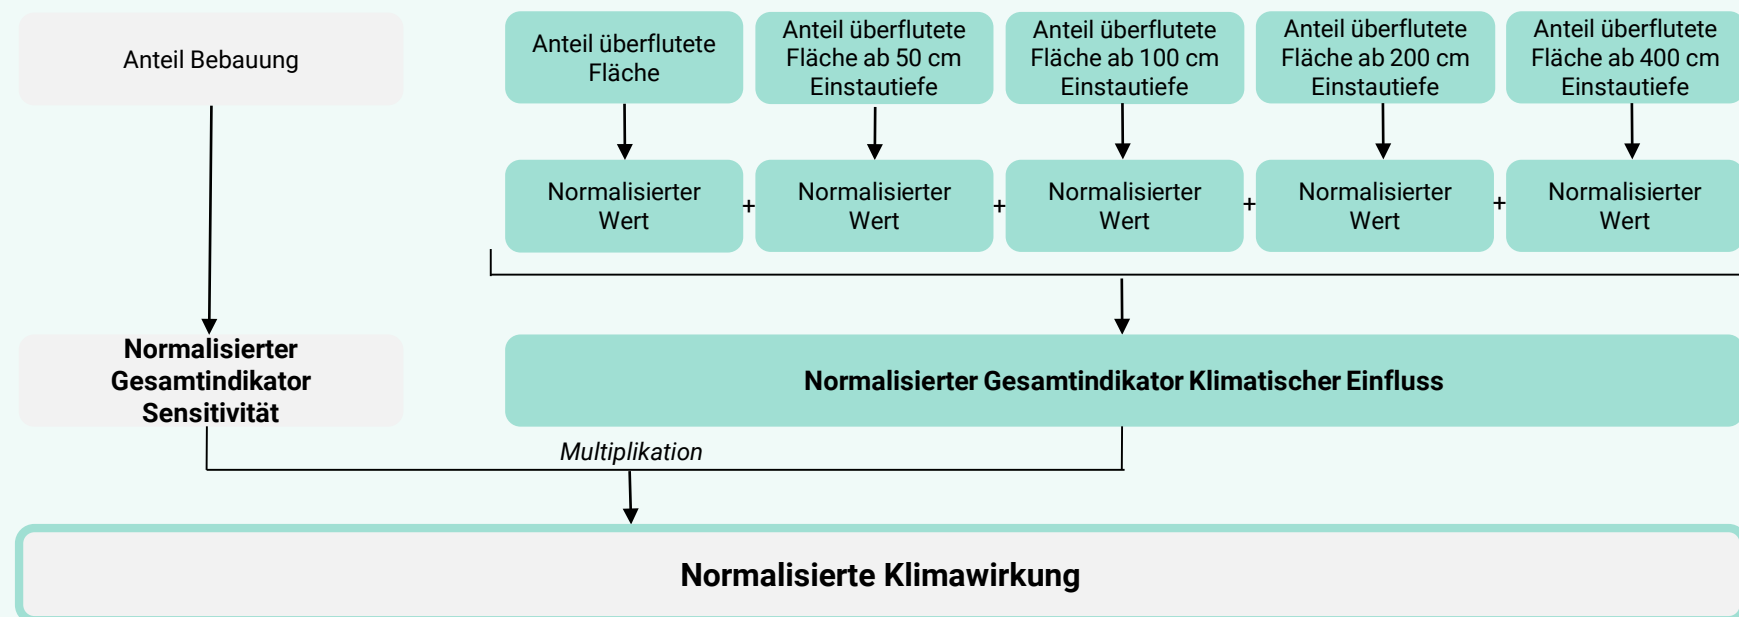 Anteil Bebauung
Anteil überflutete
Fläche
Anteil überflutete
Fläche ab 50 cm
Einstautiefe
Anteil überflutete
Fläche ab 100 cm
Einstautiefe
Anteil überflutete
Fläche ab 200 cm
Einstautiefe
Anteil überflutete
Fläche ab 400 cm
Einstautiefe
Normalisierter
Wert
+
Normalisierter
Wert
+
Normalisierter
Wert
+
Normalisierter
Wert
+
Normalisierter
Wert
Normalisierter
Gesamtindikator
Sensitivität
Normalisierter Gesamtindikator Klimatischer Einfluss
Multiplikation
Normalisierte Klimawirkung